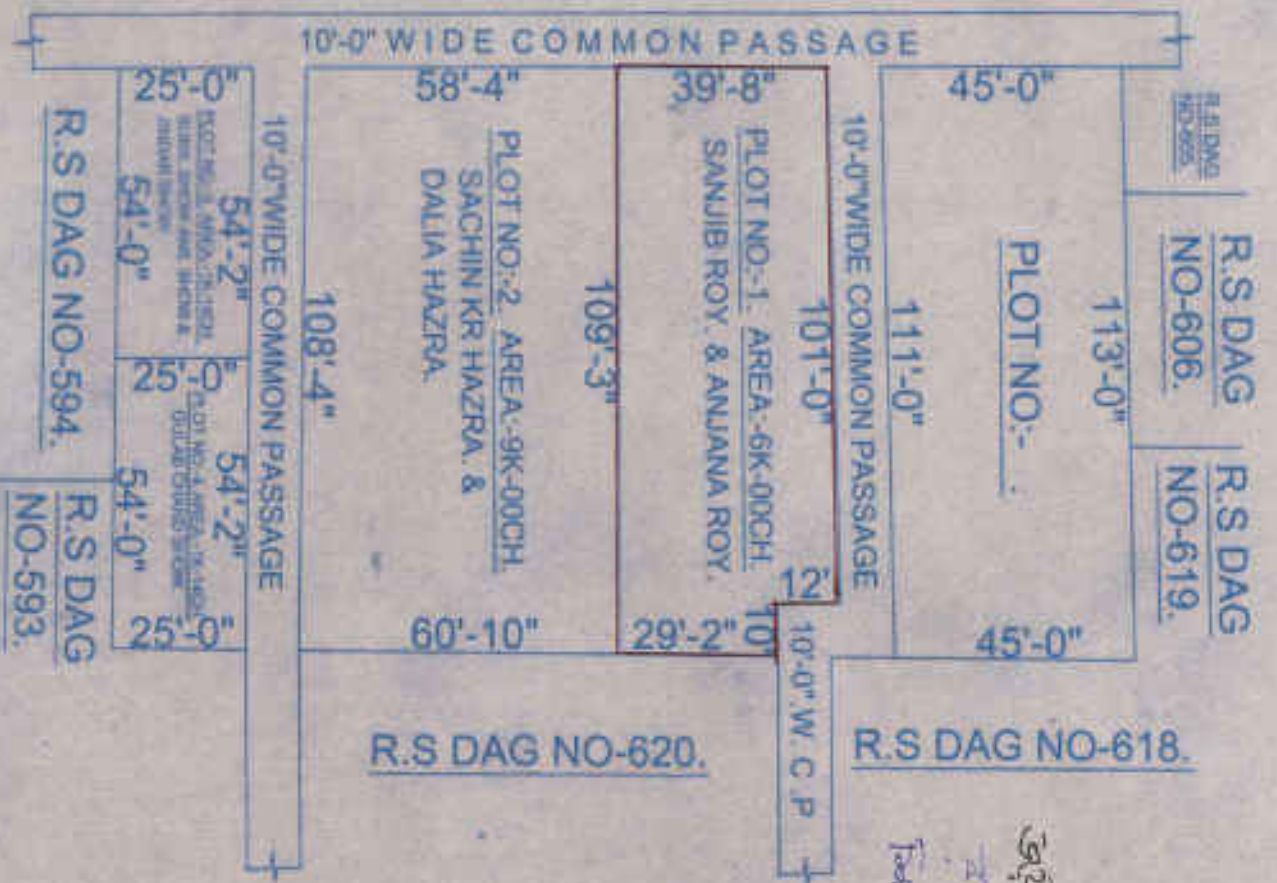 10'-0" WIDE COMMON PASSAGE
25'-0"
58'-4"
39'-8"
45'-0"
R.S DAG
R.S DAG
NO-606.
R.S DAG
NO-619.
113'-0"
PLOT NO:-
111'-0"
45'-0"
10'-0"WIDE COMMON PASSAGE
101'-0"
PLOT NO:-1, AREA:-6K-00CH.
SANJIB ROY. & ANJANA ROY.
12'
10'
29'-2"
109'-3"
PLOT NO:-2, AREA:-9K-00CH.
SACHIN KR HAZRA. &
DALIA HAZRA.
60'-10"
108'-4"
10'-0"WIDE COMMON PASSAGE
54'-2"
54'-0"
25'-0"
54'-2"
54'-0"
25'-0"
R.S DAG NO-594.
R.S DAG
NO-593.
R.S DAG NO-620.
10'-0".W.C.P
R.S DAG NO-618.